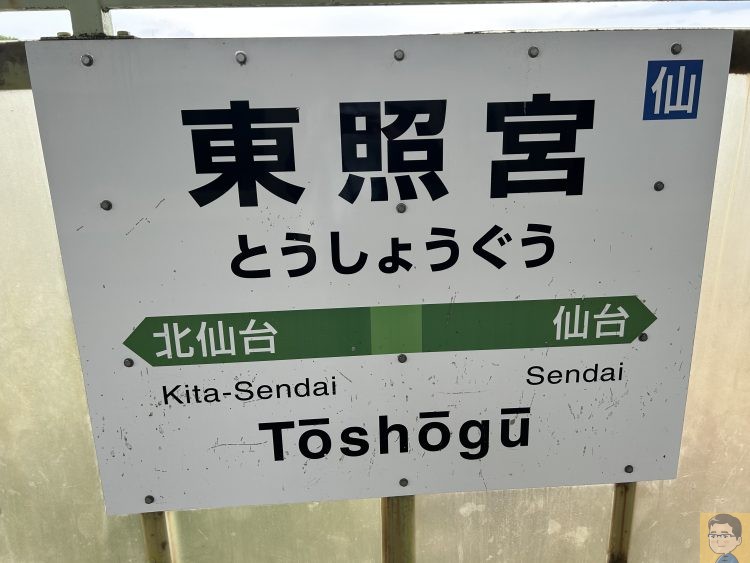 仙
東照宮
とうしょうぐう
北仙台 仙台
Kita-Sendai Sendai
Tōshōgū